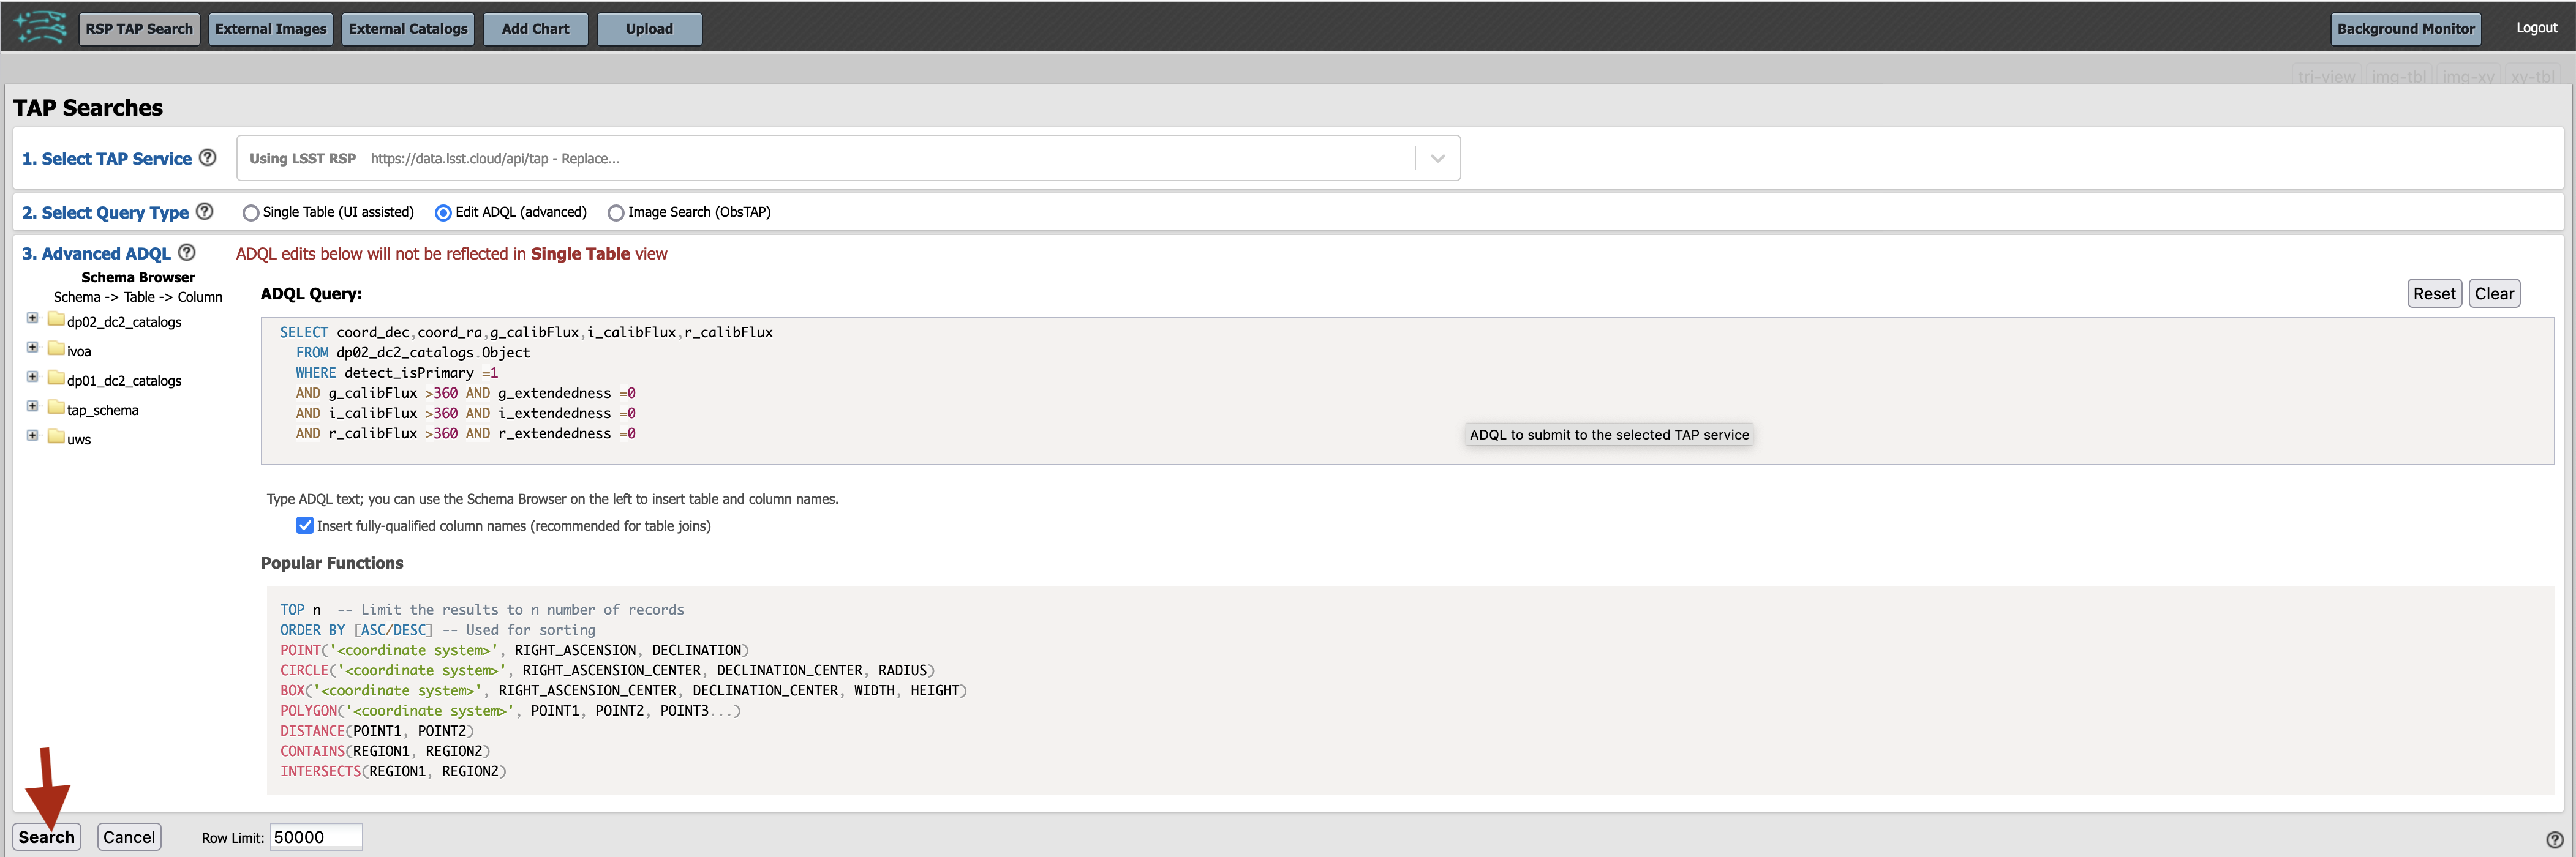 RSP TAP Search External Images External Catalogs Add Chart Upload Background Monitor Logout
tri-view img-tbl img-xy xy-tbl
TAP Searches
1. Select TAP Service Using LSST RSP https://data.lsst.cloud/api/tap - Replace...
2. Select Query Type Single Table (UI assisted) Edit ADQL (advanced) Image Search (ObsTAP)
3. Advanced ADQL ADQL edits below will not be reflected in Single Table view
Schema Browser
Schema -> Table -> Column
dp02_dc2_catalogs
ivoa
dp01_dc2_catalogs
tap_schema
uws
ADQL Query:
Reset Clear
SELECT coord_dec,coord_ra,g_calibFlux,i_calibFlux,r_calibFlux
FROM dp02_dc2_catalogs.Object
WHERE detect_isPrimary =1
AND g_calibFlux >360 AND g_extendedness =0
AND i_calibFlux >360 AND i_extendedness =0
AND r_calibFlux >360 AND r_extendedness =0
ADQL to submit to the selected TAP service
Type ADQL text; you can use the Schema Browser on the left to insert table and column names.
Insert fully-qualified column names (recommended for table joins)
Popular Functions
TOP n -- Limit the results to n number of records
ORDER BY [ASC/DESC] -- Used for sorting
POINT('<coordinate system>', RIGHT_ASCENSION, DECLINATION)
CIRCLE('<coordinate system>', RIGHT_ASCENSION_CENTER, DECLINATION_CENTER, RADIUS)
BOX('<coordinate system>', RIGHT_ASCENSION_CENTER, DECLINATION_CENTER, WIDTH, HEIGHT)
POLYGON('<coordinate system>', POINT1, POINT2, POINT3...)
DISTANCE(POINT1, POINT2)
CONTAINS(REGION1, REGION2)
INTERSECTS(REGION1, REGION2)
Search Cancel Row Limit: 50000